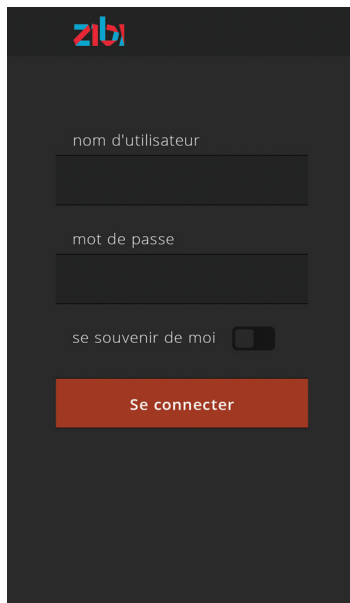 zibi
nom d'utilisateur
mot de passe
se souvenir de moi
Se connecter